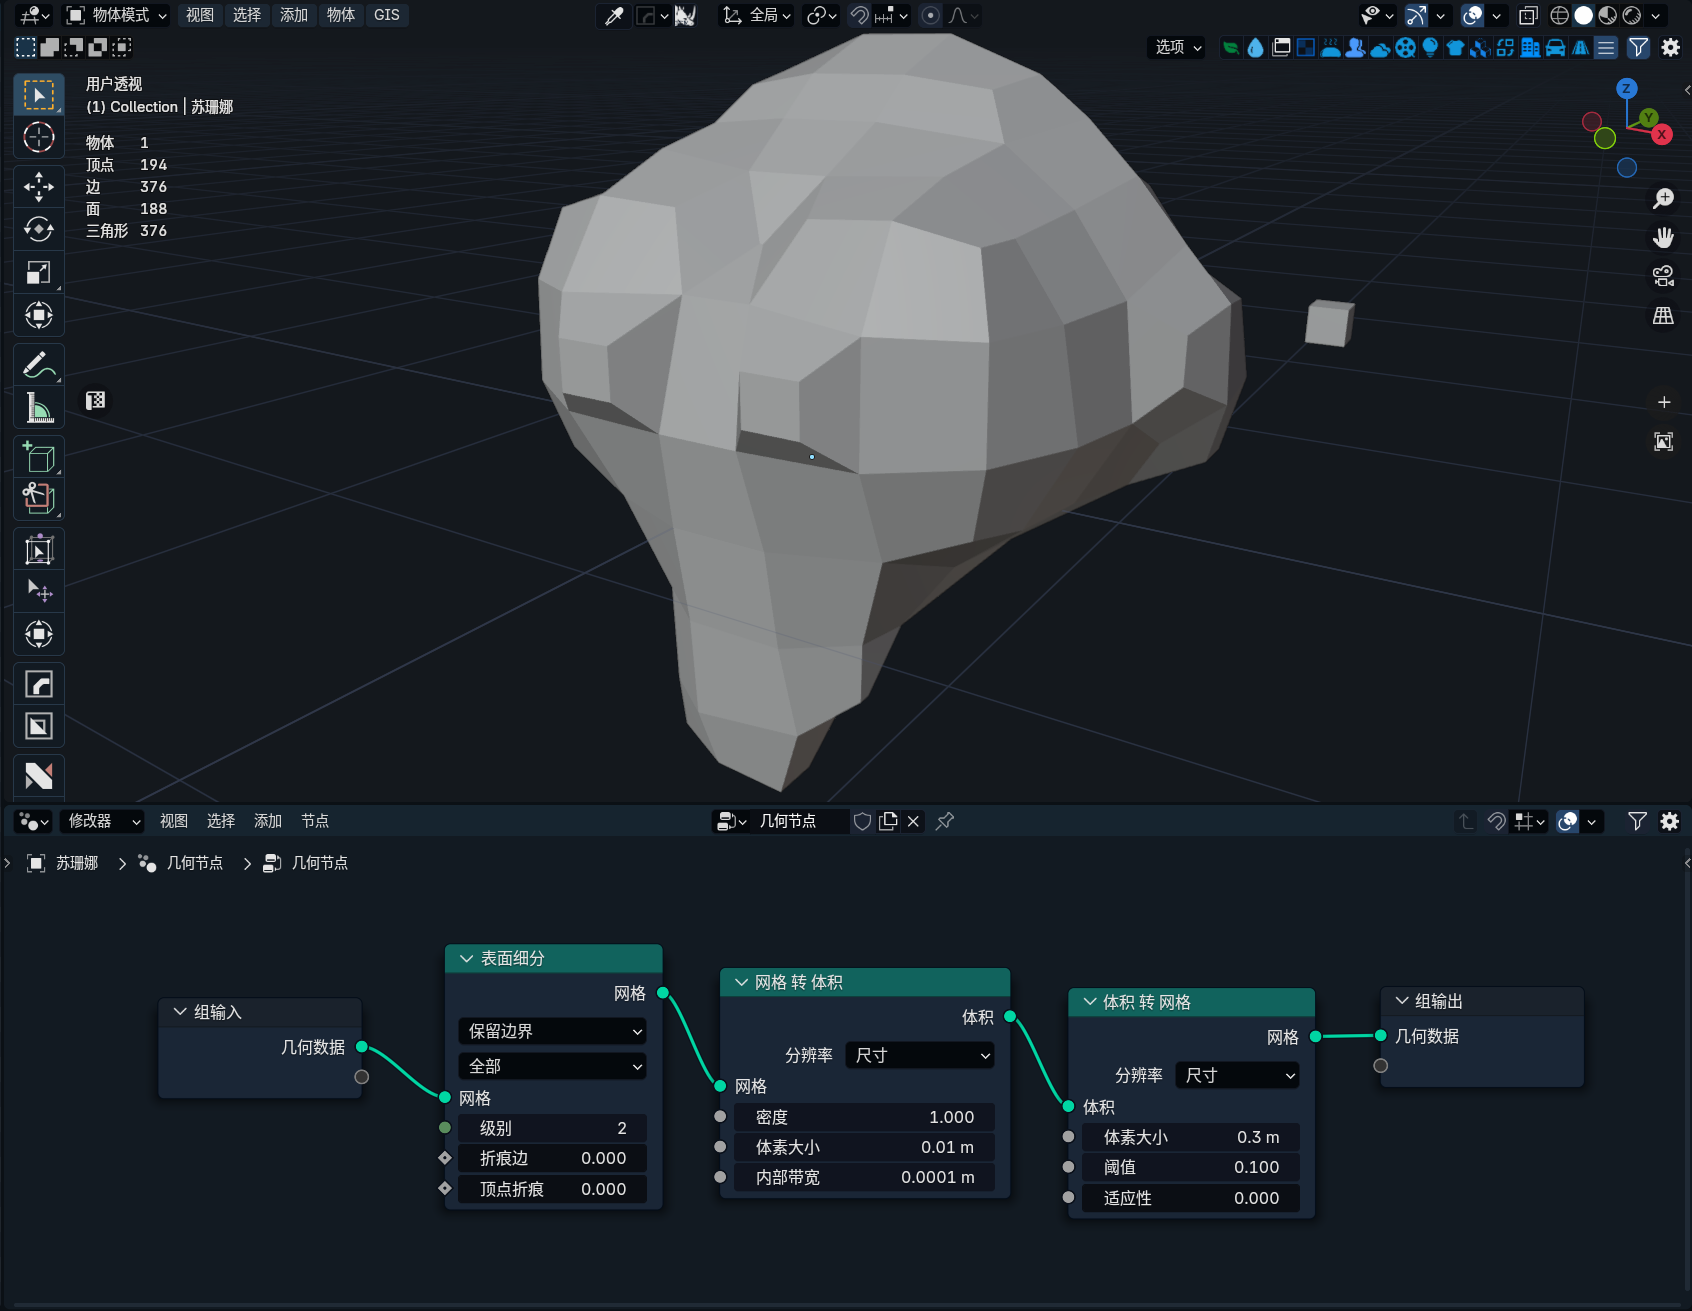 物体模式 视图 选择 添加 物体 GIS 全局
选项
用户透视
(1) Collection | 苏珊娜
物体 1
顶点 194
边 376
面 188
三角形 376
Z
Y
X
修改器 视图 选择 添加 节点 几何节点
苏珊娜 几何节点 几何节点
组输入
几何数据
表面细分
网格
保留边界
全部
网格
级别 2
折痕边 0.000
顶点折痕 0.000
网格 转 体积
体积
分辨率 尺寸
网格
密度 1.000
体素大小 0.01 m
内部带宽 0.0001 m
体积 转 网格
网格
分辨率 尺寸
体积
体素大小 0.3 m
阈值 0.100
适应性 0.000
组输出
几何数据